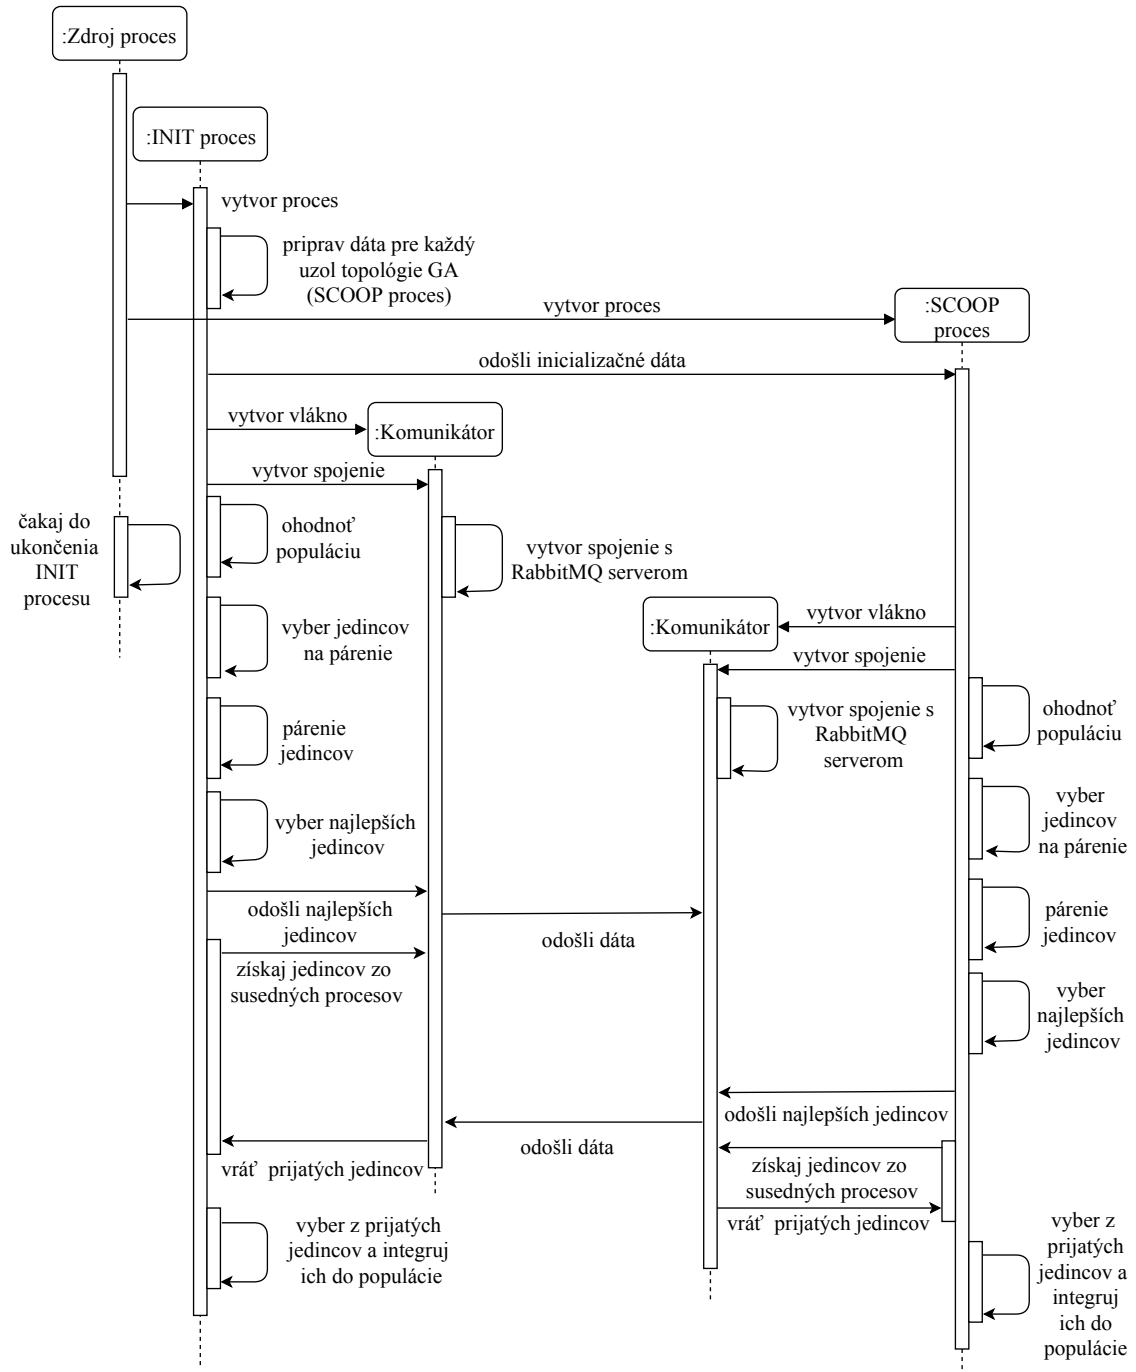 :Zdroj proces
:INIT proces
vytvor proces
priprav dáta pre každý
uzol topológie GA
(SCOOP proces)
vytvor proces
:SCOOP
proces
odošli inicializačné dáta
vytvor vlákno
:Komunikátor
vytvor spojenie
čakaj do
ukončenia
INIT
procesu
ohodnoť
populáciu
vytvor spojenie s
RabbitMQ serverom
:Komunikátor
vytvor vlákno
vyber jedincov
na párenie
vytvor spojenie
párenie
jedincov
vytvor spojenie s
RabbitMQ
serverom
ohodnoť
populáciu
vyber najlepších
jedincov
vyber
jedincov
na párenie
odošli najlepších
jedincov
odošli dáta
párenie
jedincov
získaj jedincov zo
susedných procesov
vyber
najlepších
jedincov
odošli najlepších jedincov
odošli dáta
vráť prijatých jedincov
získaj jedincov zo
susedných procesov
vráť prijatých jedincov
vyber z prijatých
jedincov a integruj
ich do populácie
vyber z
prijatých
jedincov a
integruj
ich do
populácie